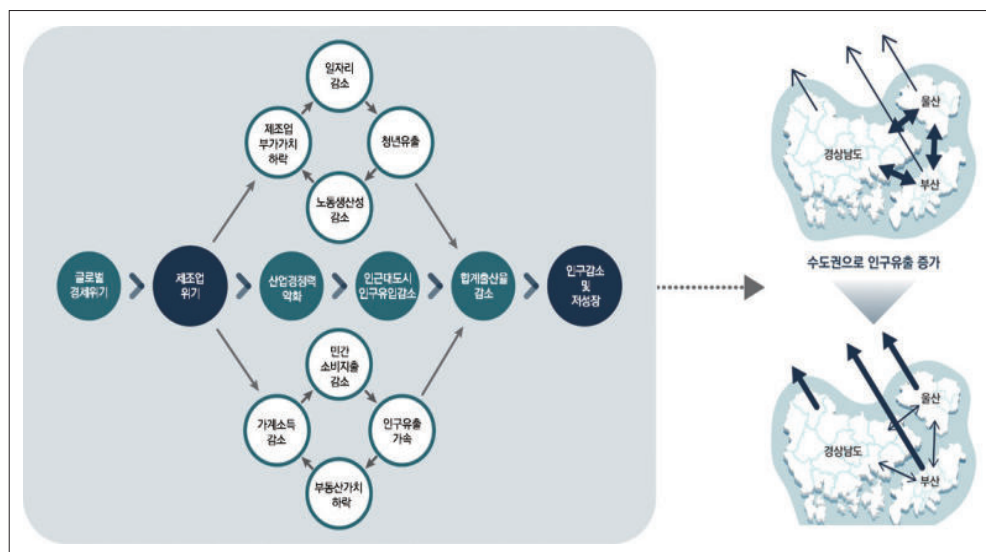 일자리
감소
제조업
부가가치
하락
청년유출
노동생산성
감소
글로벌
경제위기
제조업
위기
산업경쟁력
악화
인근대도시
인구유입감소
합계출산율
감소
인구감소
및
저성장
민간
소비지출
감소
가계소득
감소
인구유출
가속
부동산가치
하락
울산
경상남도
부산
수도권으로 인구유출 증가
울산
경상남도
부산